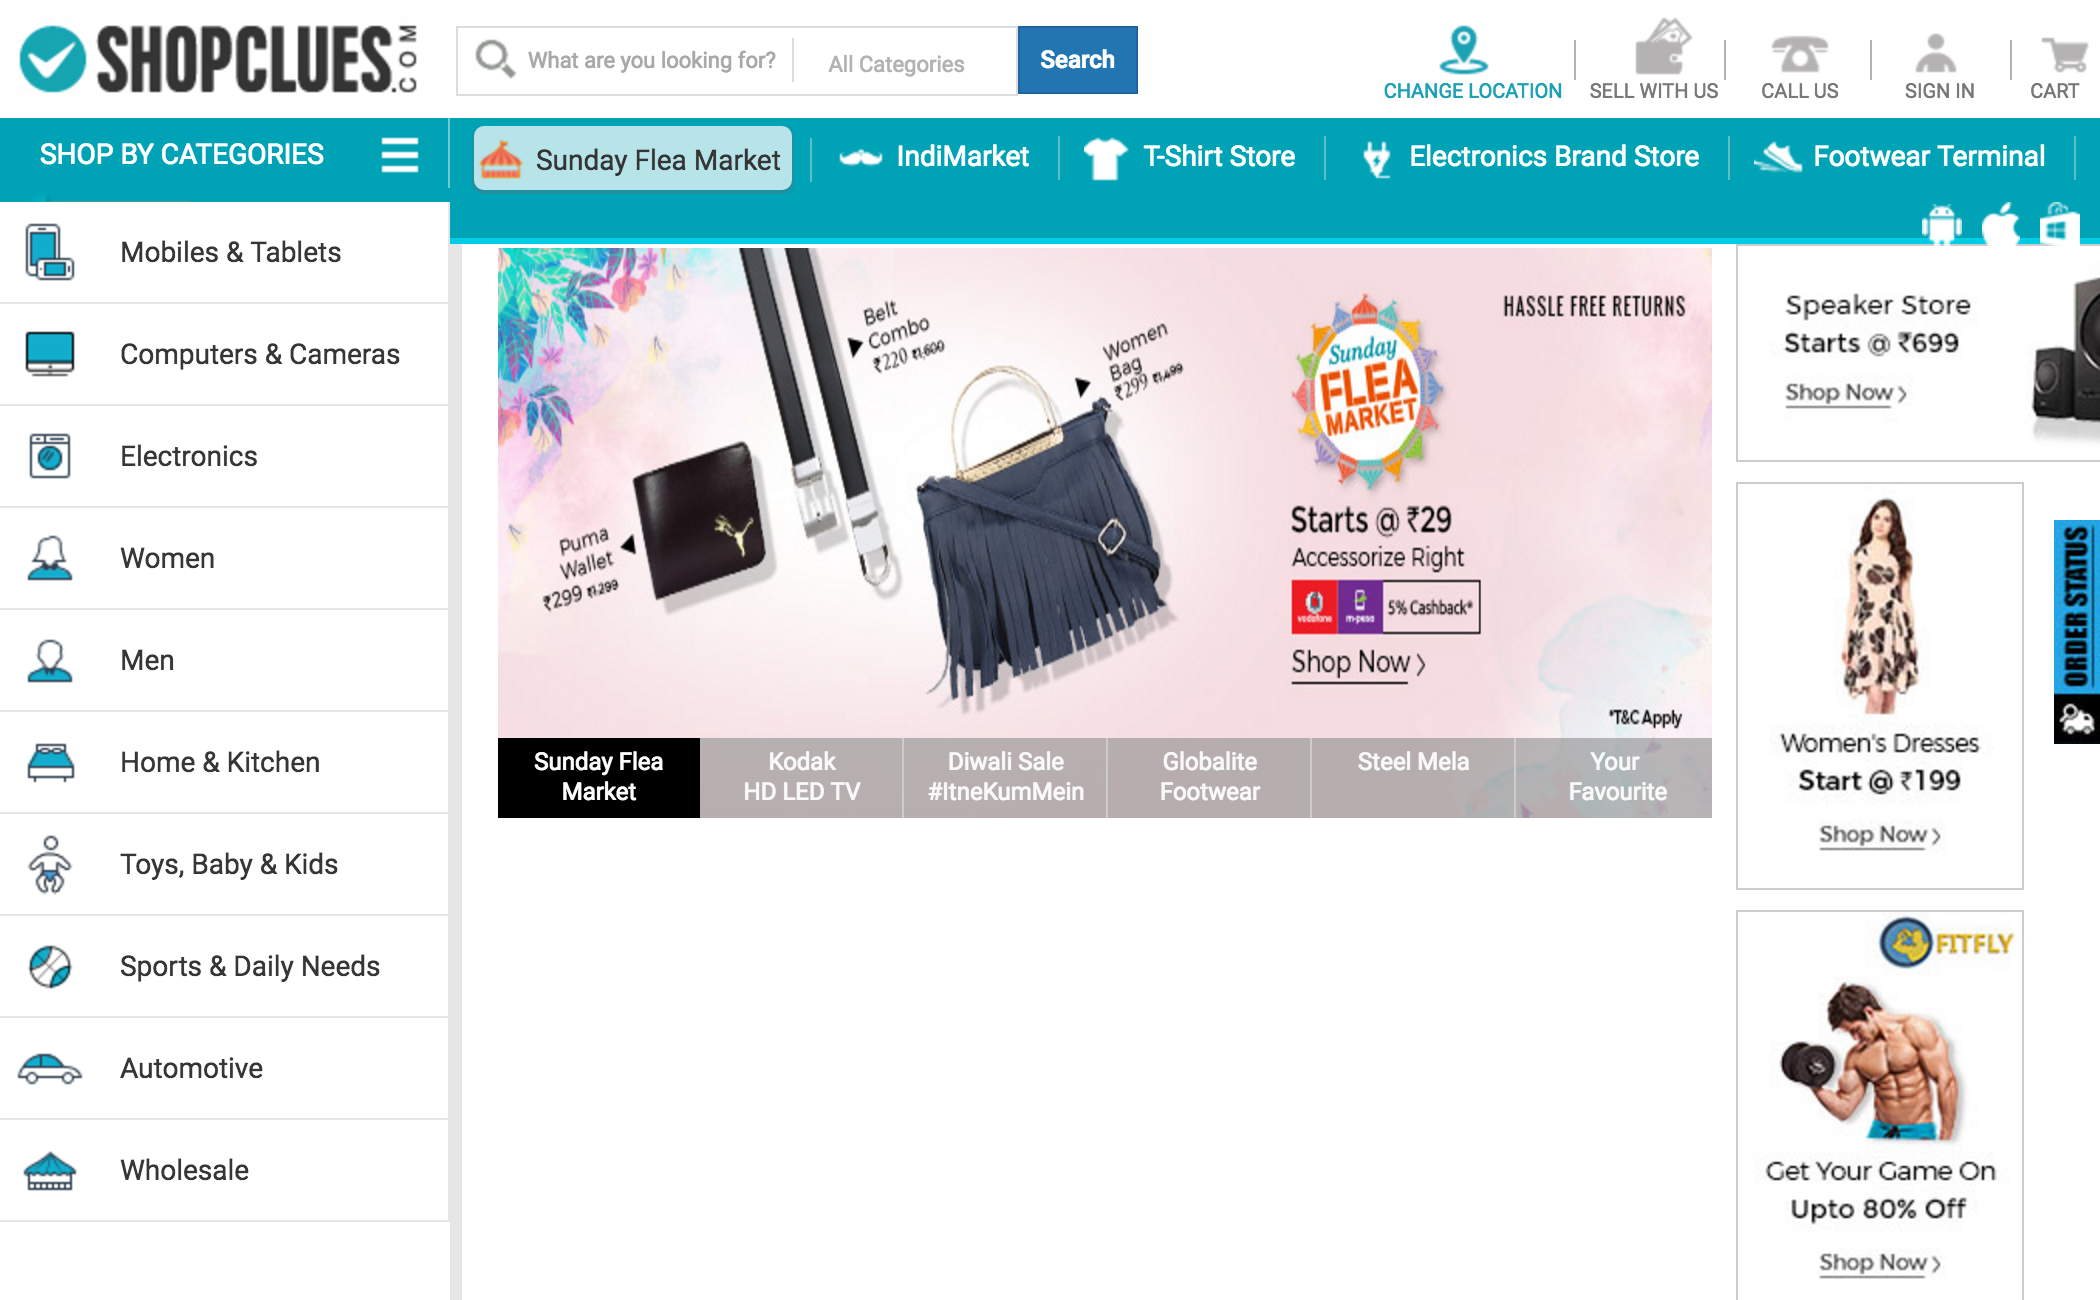 SHOPCLUES.COM
What are you looking for?
All Categories
Search
CHANGE LOCATION
SELL WITH US
CALL US
SIGN IN
CART
SHOP BY CATEGORIES
Sunday Flea Market
IndiMarket
T-Shirt Store
Electronics Brand Store
Footwear Terminal
Mobiles & Tablets
Computers & Cameras
Electronics
Women
Men
Home & Kitchen
Toys, Baby & Kids
Sports & Daily Needs
Automotive
Wholesale
Belt
Combo
₹220 ₹1,600
Women
Bag
₹299 ₹1,499
Puma
Wallet
₹299 ₹1,299
HASSLE FREE RETURNS
Sunday
FLEA
MARKET
Starts @ ₹29
Accessorize Right
vodafone
m-pesa
5% Cashback*
Shop Now
*T&C Apply
Sunday Flea
Market
Kodak
HD LED TV
Diwali Sale
#ItneKumMein
Globalite
Footwear
Steel Mela
Your
Favourite
Speaker Store
Starts @ ₹699
Shop Now
Women's Dresses
Start @ ₹199
Shop Now
ORDER STATUS
FITFLY
Get Your Game On
Upto 80% Off
Shop Now